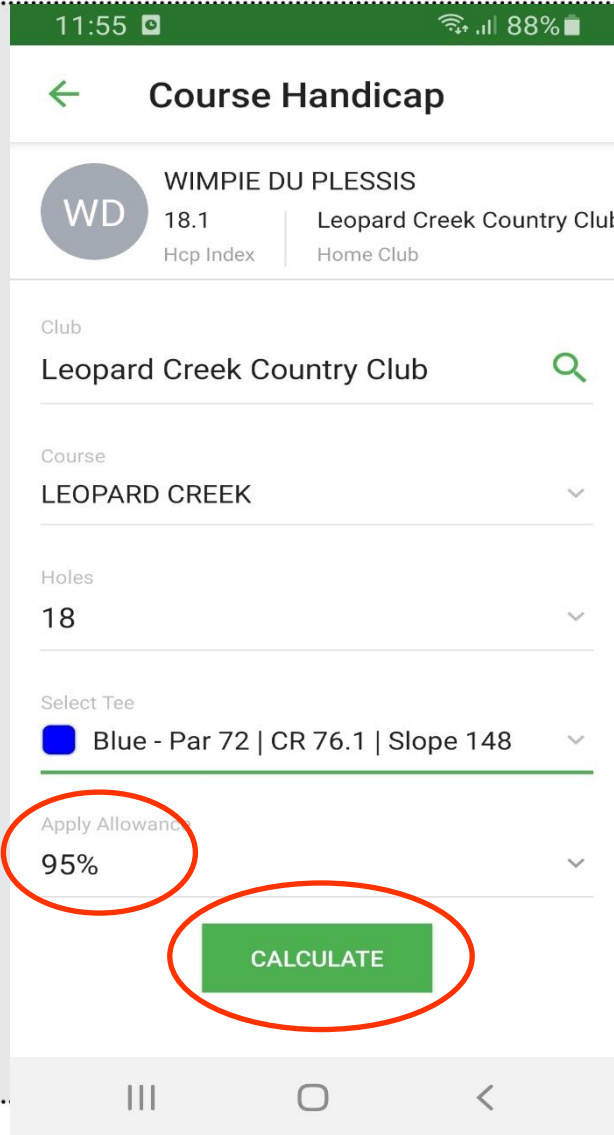 11:55 88%
Course Handicap
WD
WIMPIE DU PLESSIS
18.1 Leopard Creek Country Club
Hcp Index Home Club
Club
Leopard Creek Country Club
Course
LEOPARD CREEK
Holes
18
Select Tee
Blue - Par 72 | CR 76.1 | Slope 148
Apply Allowance
95%
CALCULATE